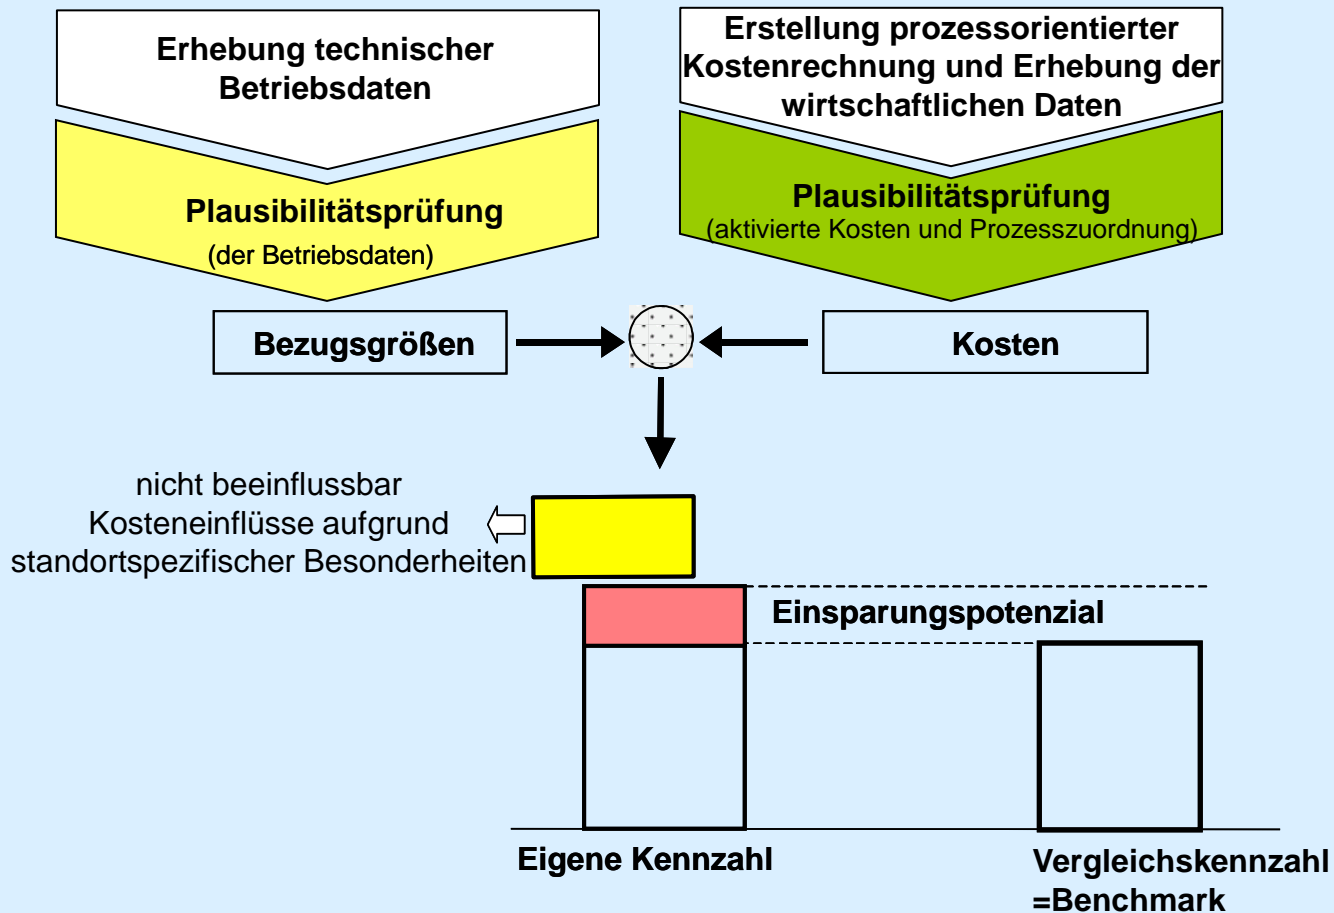 Erhebung technischer
Betriebsdaten
Erstellung prozessorientierter
Kostenrechnung und Erhebung der
wirtschaftlichen Daten
Plausibilitätsprüfung
(der Betriebsdaten)
Plausibilitätsprüfung
(aktivierte Kosten und Prozesszuordnung)
Bezugsgrößen
Kosten
nicht beeinflussbar
Kosteneinflüsse aufgrund
standortspezifischer Besonderheiten
Einsparungspotenzial
Eigene Kennzahl
Vergleichskennzahl
=Benchmark